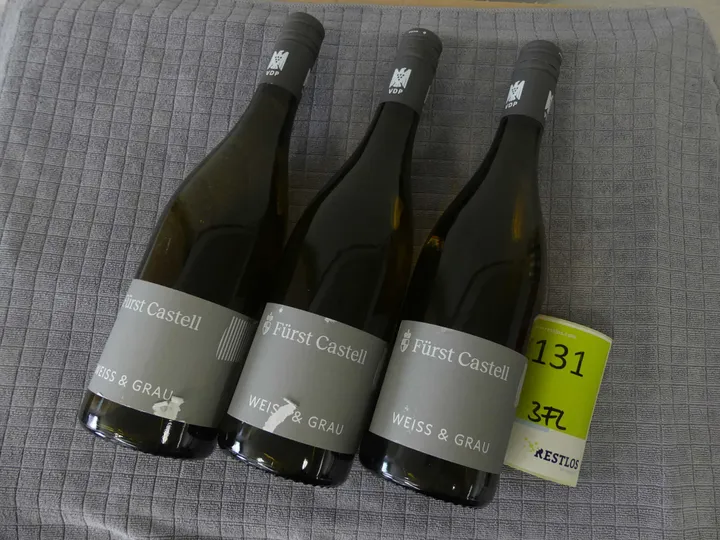 VDP
VDP
VDP
Fürst Castell
WEISS & GRAU
Fürst Castell
WEISS & GRAU
Fürst Castell
WEISS & GRAU
131
3FL
RESTLOS